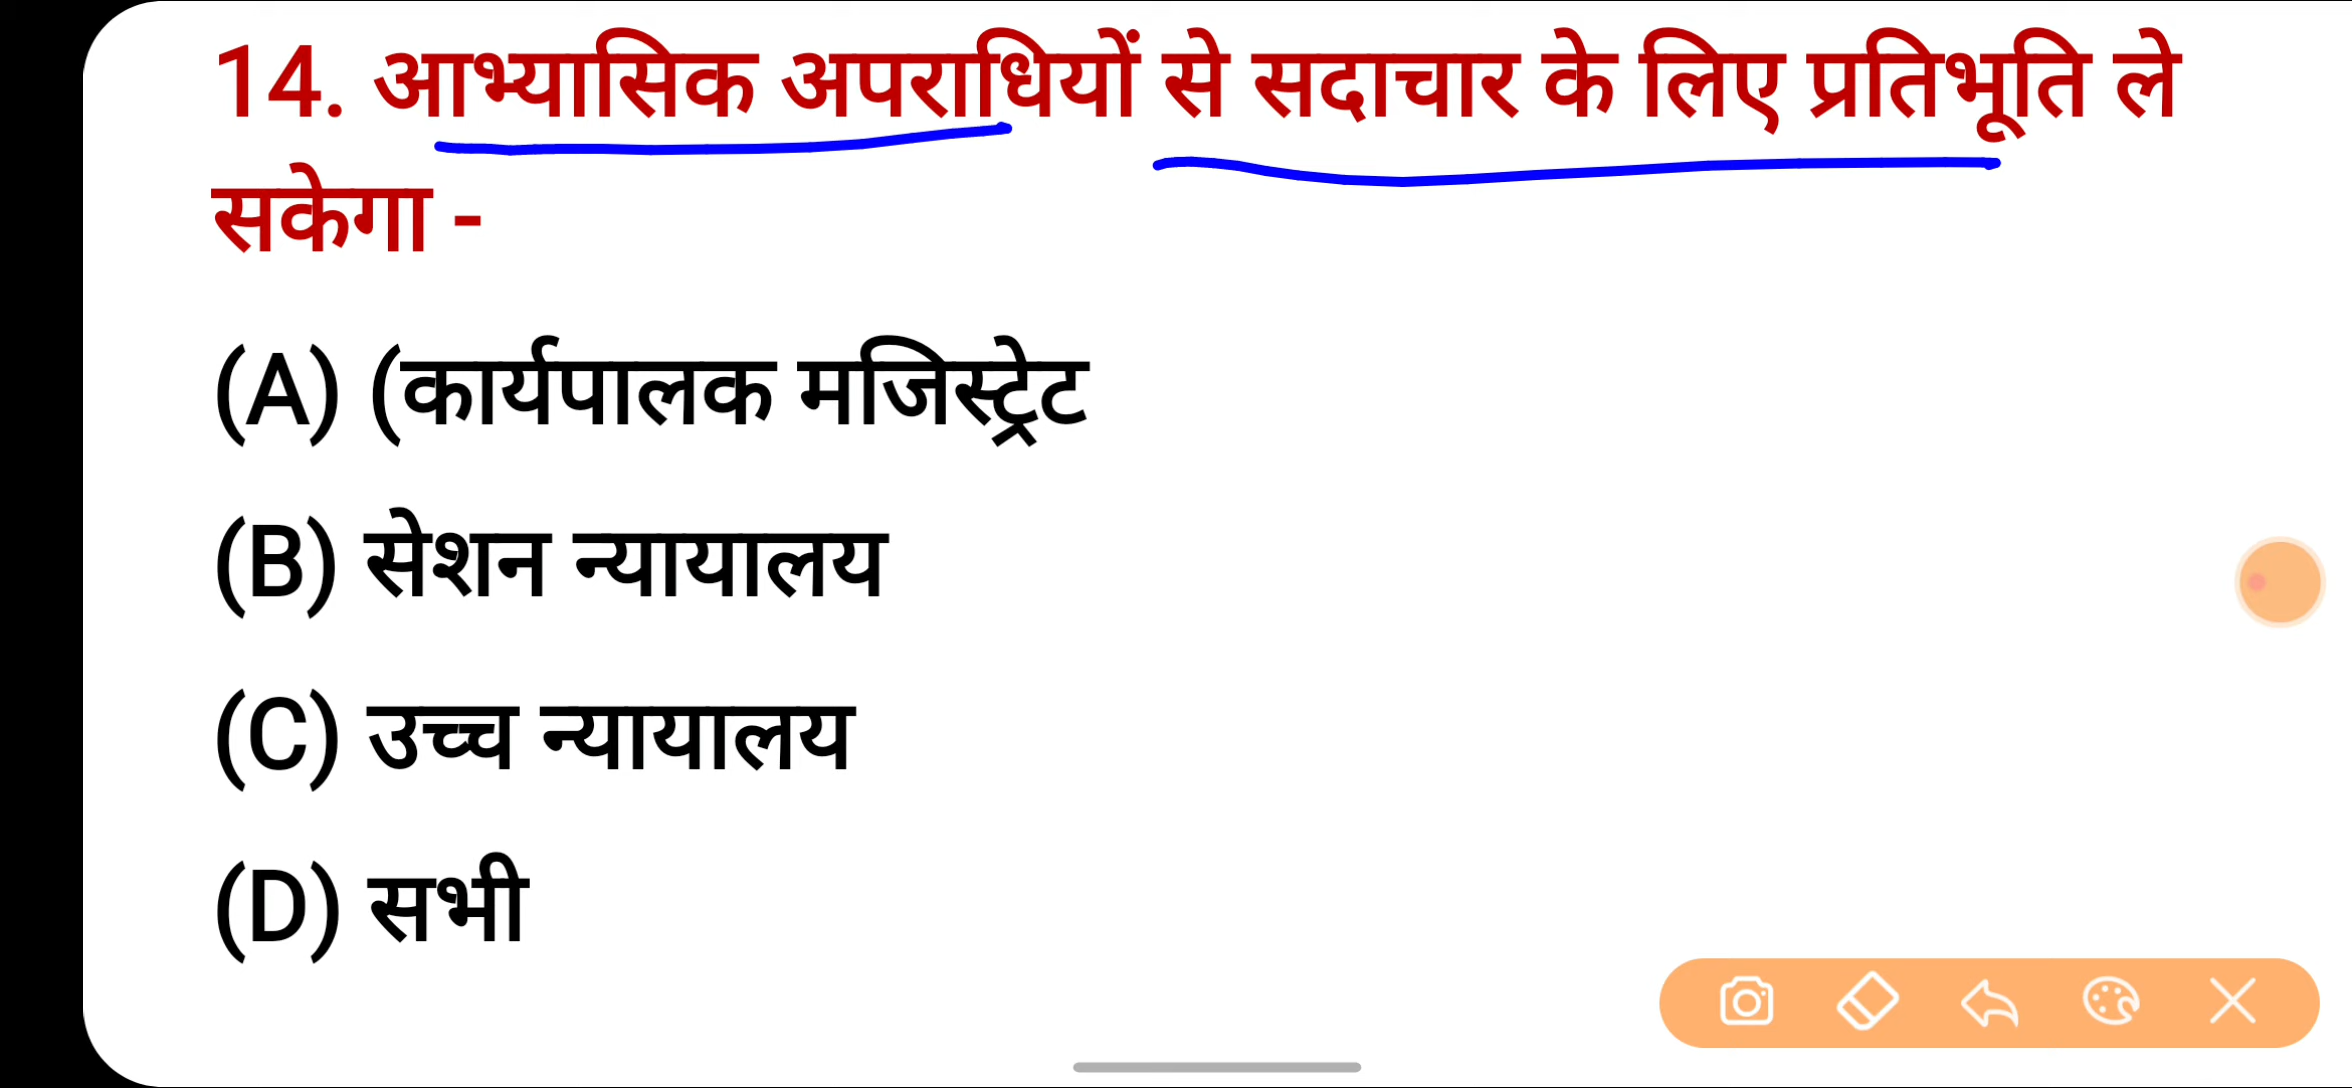 14. आभ्यासिक अपराधियों से सदाचार के लिए प्रतिभूति ले
सकेगा -
(A) (कार्यपालक मजिस्ट्रेट
(B) सेशन न्यायालय
(C) उच्च न्यायालय
(D) सभी